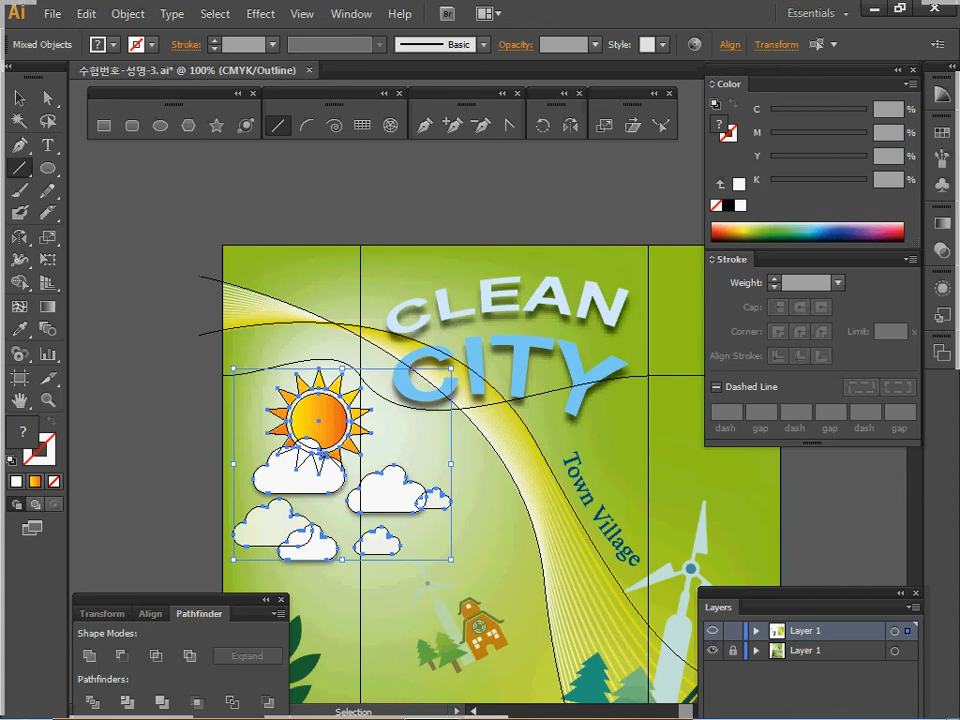 Ai File Edit Object Type Select Effect View Window Help Br Essentials
Mixed Objects ? Stroke: Basic Opacity: Style: Align Transform
수험번호-성명-3.ai* @ 100% (CMYK/Outline) ×
Color
C %
? M %
Y %
K %
Stroke
Weight:
Cap:
Corner: Limit: x
Align Stroke:
Dashed Line
dash gap dash gap dash gap
CLEAN
CITY
Town Village
?
T
Transform Align Pathfinder
Shape Modes:
Expand
Pathfinders:
Layers
Layer 1
Layer 1
Selection